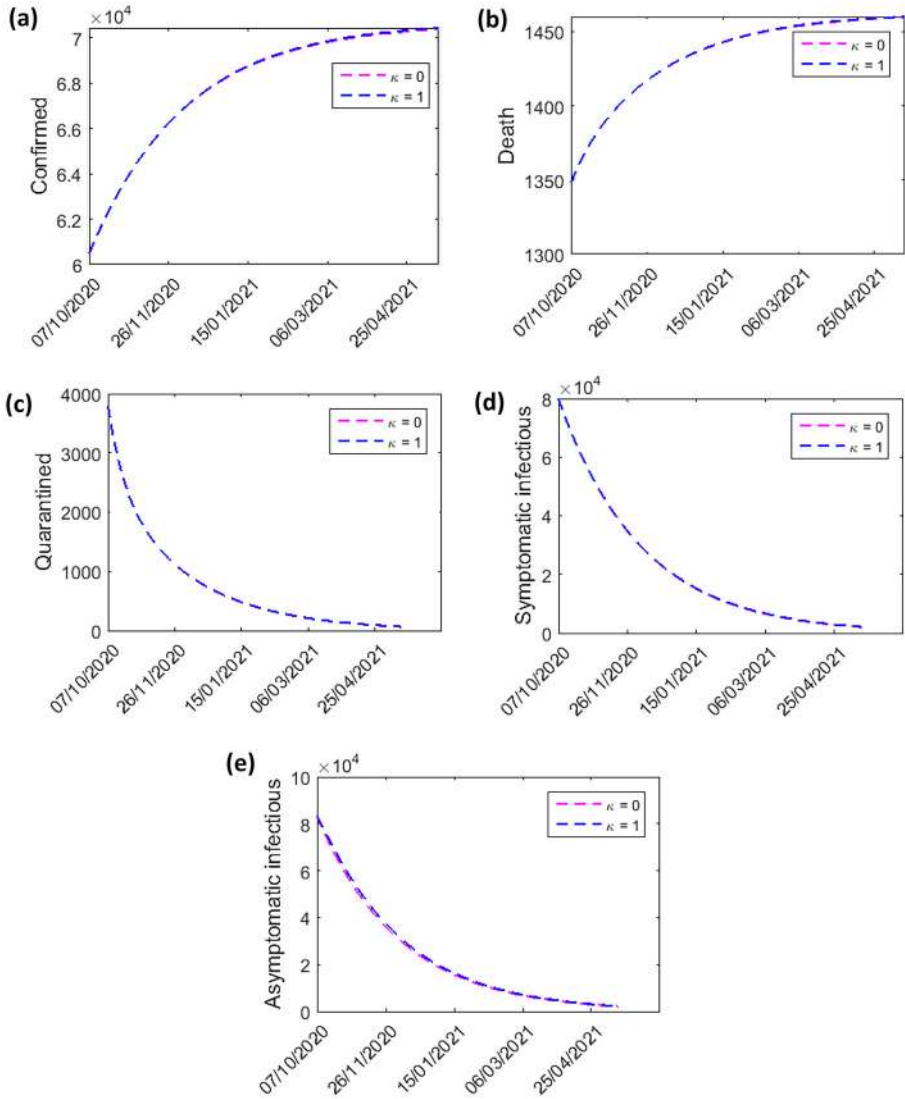 (a)
×10⁴
7
6.8
6.6
6.4
6.2
6
Confirmed
κ = 0
κ = 1
07/10/2020
26/11/2020
15/01/2021
06/03/2021
25/04/2021
(b)
1450
1400
1350
1300
Death
κ = 0
κ = 1
07/10/2020
26/11/2020
15/01/2021
06/03/2021
25/04/2021
(c)
4000
3000
2000
1000
0
Quarantined
κ = 0
κ = 1
07/10/2020
26/11/2020
15/01/2021
06/03/2021
25/04/2021
(d)
×10⁴
8
6
4
2
0
Symptomatic infectious
κ = 0
κ = 1
07/10/2020
26/11/2020
15/01/2021
06/03/2021
25/04/2021
(e)
×10⁴
10
8
6
4
2
0
Asymptomatic infectious
κ = 0
κ = 1
07/10/2020
26/11/2020
15/01/2021
06/03/2021
25/04/2021